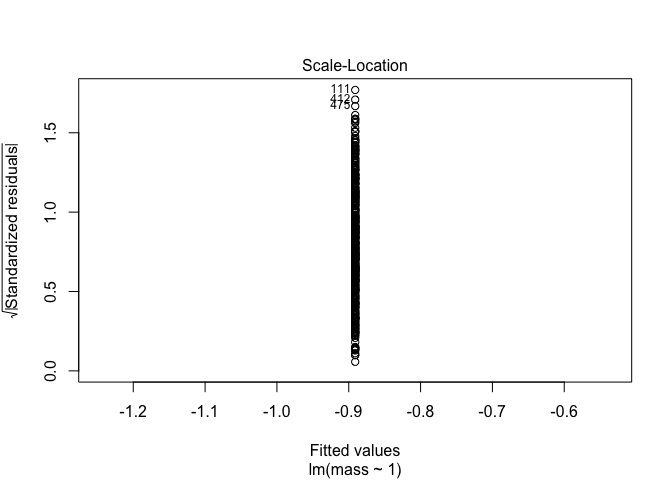 Scale-Location
√|Standardized residuals|
1.5
1.0
0.5
0.0
111
412
475
-1.2 -1.1 -1.0 -0.9 -0.8 -0.7 -0.6
Fitted values
lm(mass ~ 1)